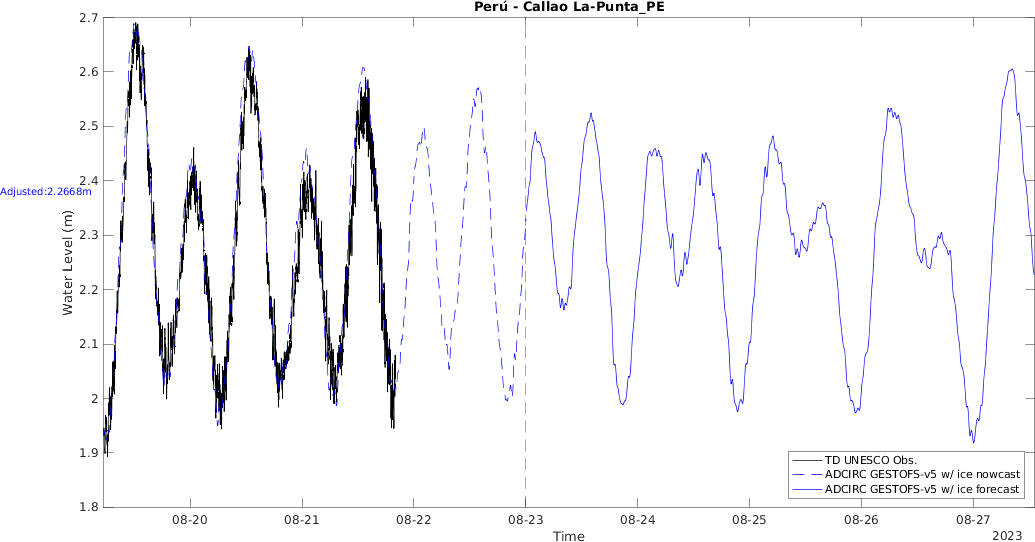 Perú - Callao La-Punta_PE
2.7
2.6
2.5
2.4
Adjusted:2.2668m
2.3
2.2
2.1
2
1.9
1.8
Water Level (m)
TD UNESCO Obs.
ADCIRC GESTOFS-v5 w/ ice nowcast
ADCIRC GESTOFS-v5 w/ ice forecast
08-20 08-21 08-22 08-23 08-24 08-25 08-26 08-27
Time
2023